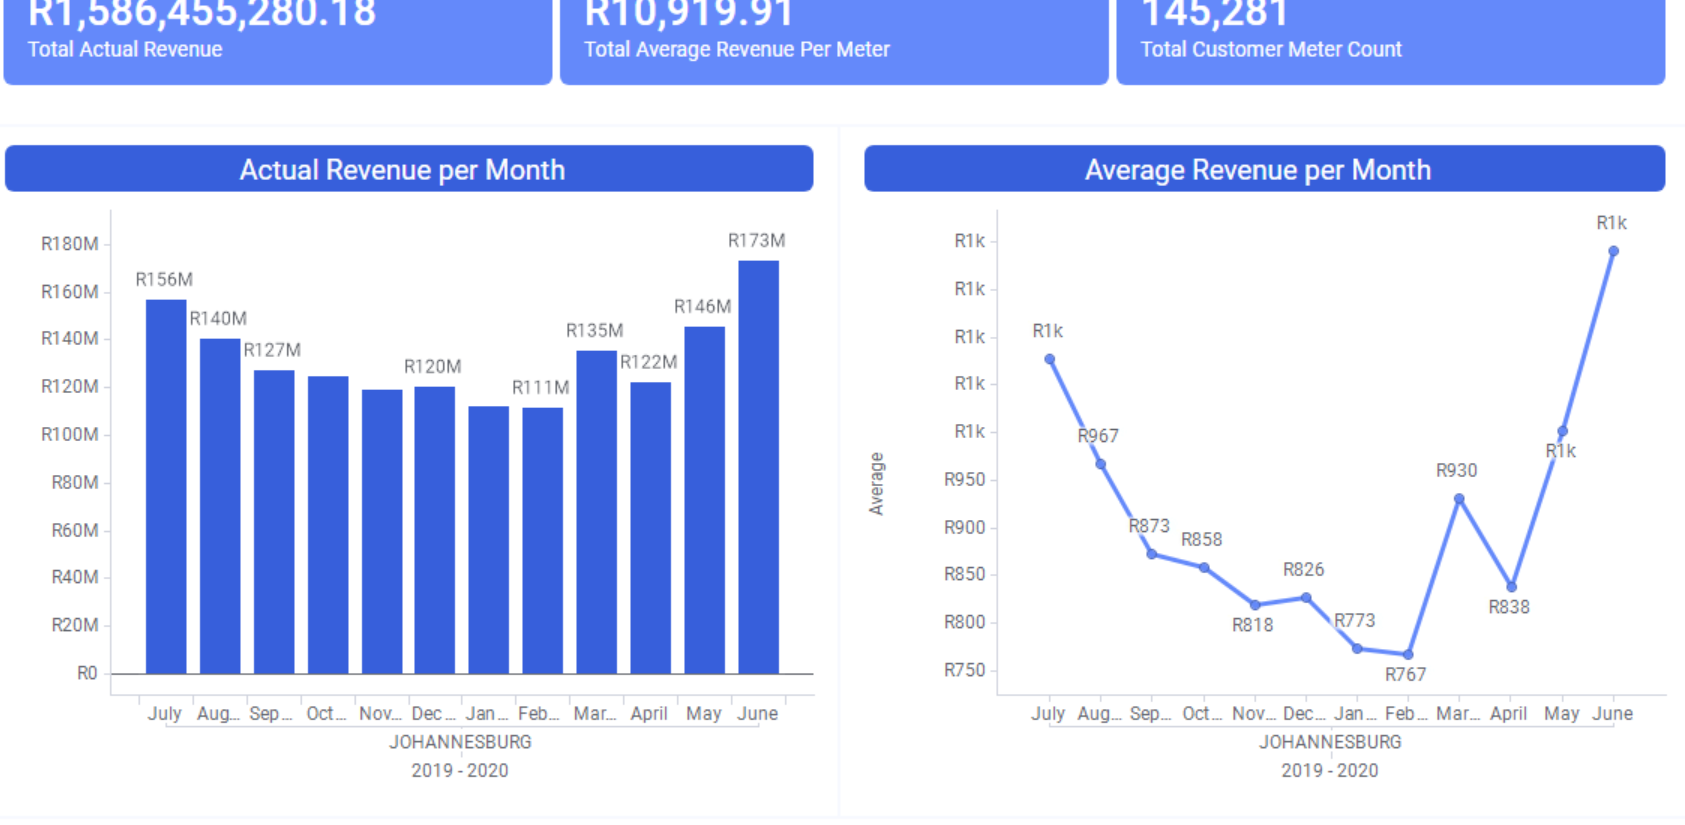 R1,586,455,280.18
Total Actual Revenue
R10,919.91
Total Average Revenue Per Meter
145,281
Total Customer Meter Count
Actual Revenue per Month
R180M
R160M
R140M
R120M
R100M
R80M
R60M
R40M
R20M
R0
R156M
R140M
R127M
R120M
R111M
R135M
R122M
R146M
R173M
July Aug... Sep... Oct... Nov... Dec... Jan... Feb... Mar... April May June
JOHANNESBURG
2019 - 2020
Average Revenue per Month
Average
R1k
R1k
R1k
R1k
R1k
R950
R900
R850
R800
R750
R1k
R967
R873
R858
R818
R826
R773
R767
R930
R838
R1k
R1k
July Aug... Sep... Oct... Nov... Dec... Jan... Feb... Mar... April May June
JOHANNESBURG
2019 - 2020